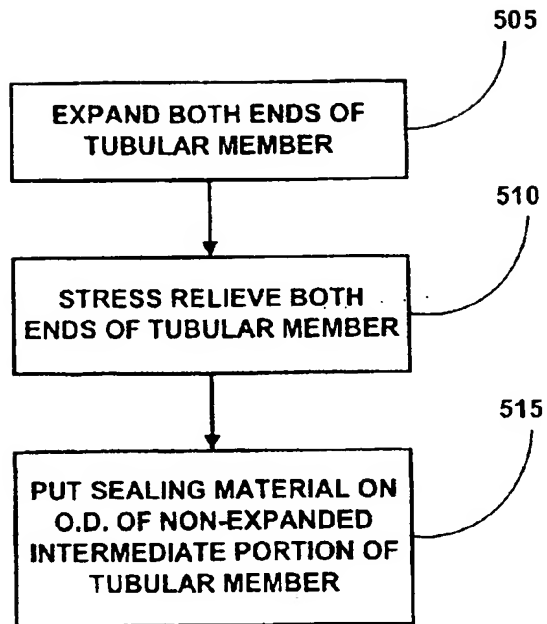 505
EXPAND BOTH ENDS OF
TUBULAR MEMBER
510
STRESS RELIEVE BOTH
ENDS OF TUBULAR MEMBER
515
PUT SEALING MATERIAL ON
O.D. OF NON-EXPANDED
INTERMEDIATE PORTION OF
TUBULAR MEMBER